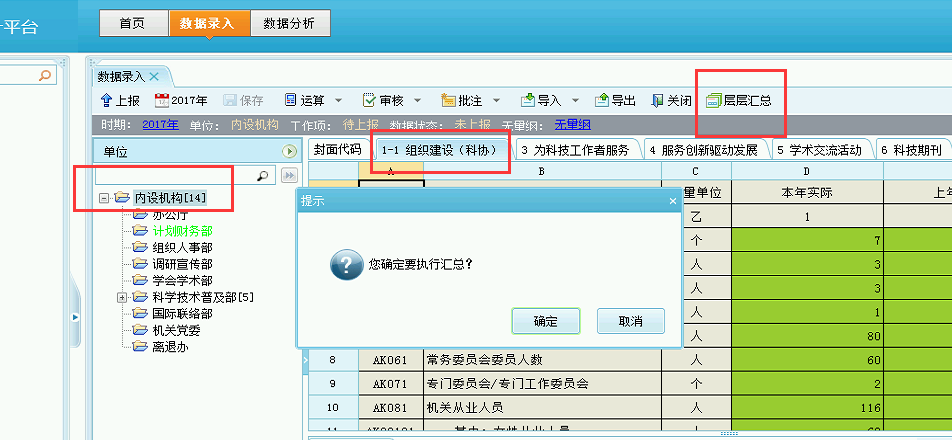 平台
首页 数据录入 数据分析
数据录入
上报 2017年 保存 运算 审核 批注 导入 导出 关闭 层层汇总
时期： 2017年 单位： 内设机构 工作项： 待上报 数据状态： 未上报 无量纲： 无量纲
单位
封面代码 1-1 组织建设（科协） 3 为科技工作者服务 4 服务创新驱动发展 5 学术交流活动 6 科技期刊
A B C D
量单位 本年实际 上年
乙 1
内设机构[14]
办公厅
计划财务部
组织人事部
调研宣传部
学会学术部
科学技术普及部[5]
国际联络部
机关党委
离退办
提示
您确定要执行汇总？
确定 取消
个 7
人 3
人 3
人 1
人 80
8 AK061 常务委员会委员人数 人 60
9 AK071 专门委员会/专门工作委员会 个 2
10 AK081 机关从业人员 人 116